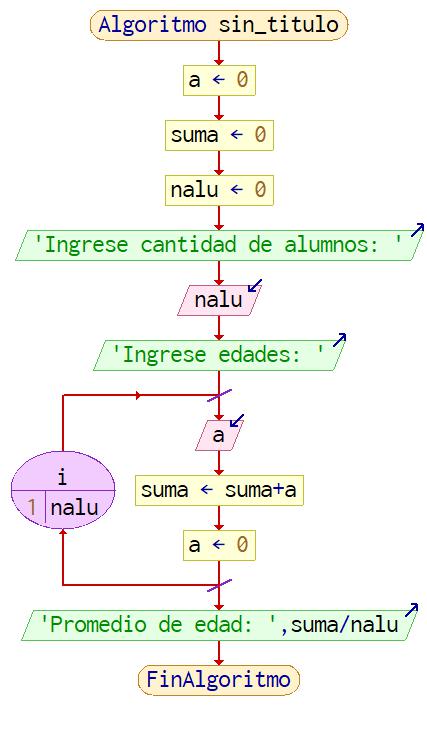 Algoritmo sin_titulo
a ← 0
suma ← 0
nalu ← 0
'Ingrese cantidad de alumnos: '
nalu
'Ingrese edades: '
a
i
1 nalu
suma ← suma+a
a ← 0
'Promedio de edad: ',suma/nalu
FinAlgoritmo